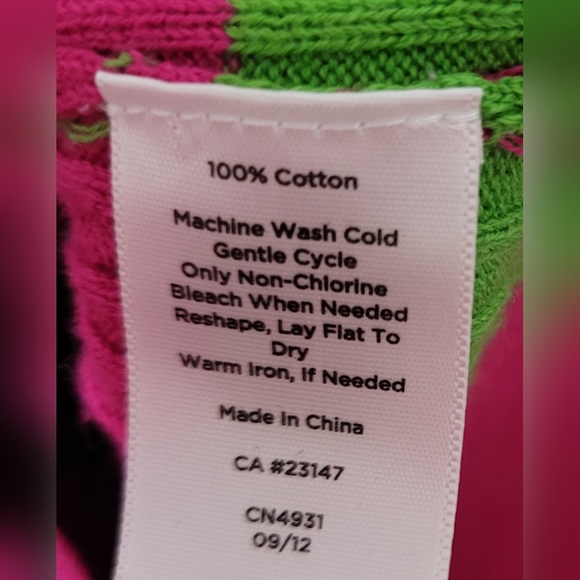 100% Cotton
Machine Wash Cold
Gentle Cycle
Only Non-Chlorine
Bleach When Needed
Reshape, Lay Flat To
Dry
Warm Iron, If Needed
Made In China
CA #23147
CN4931
09/12